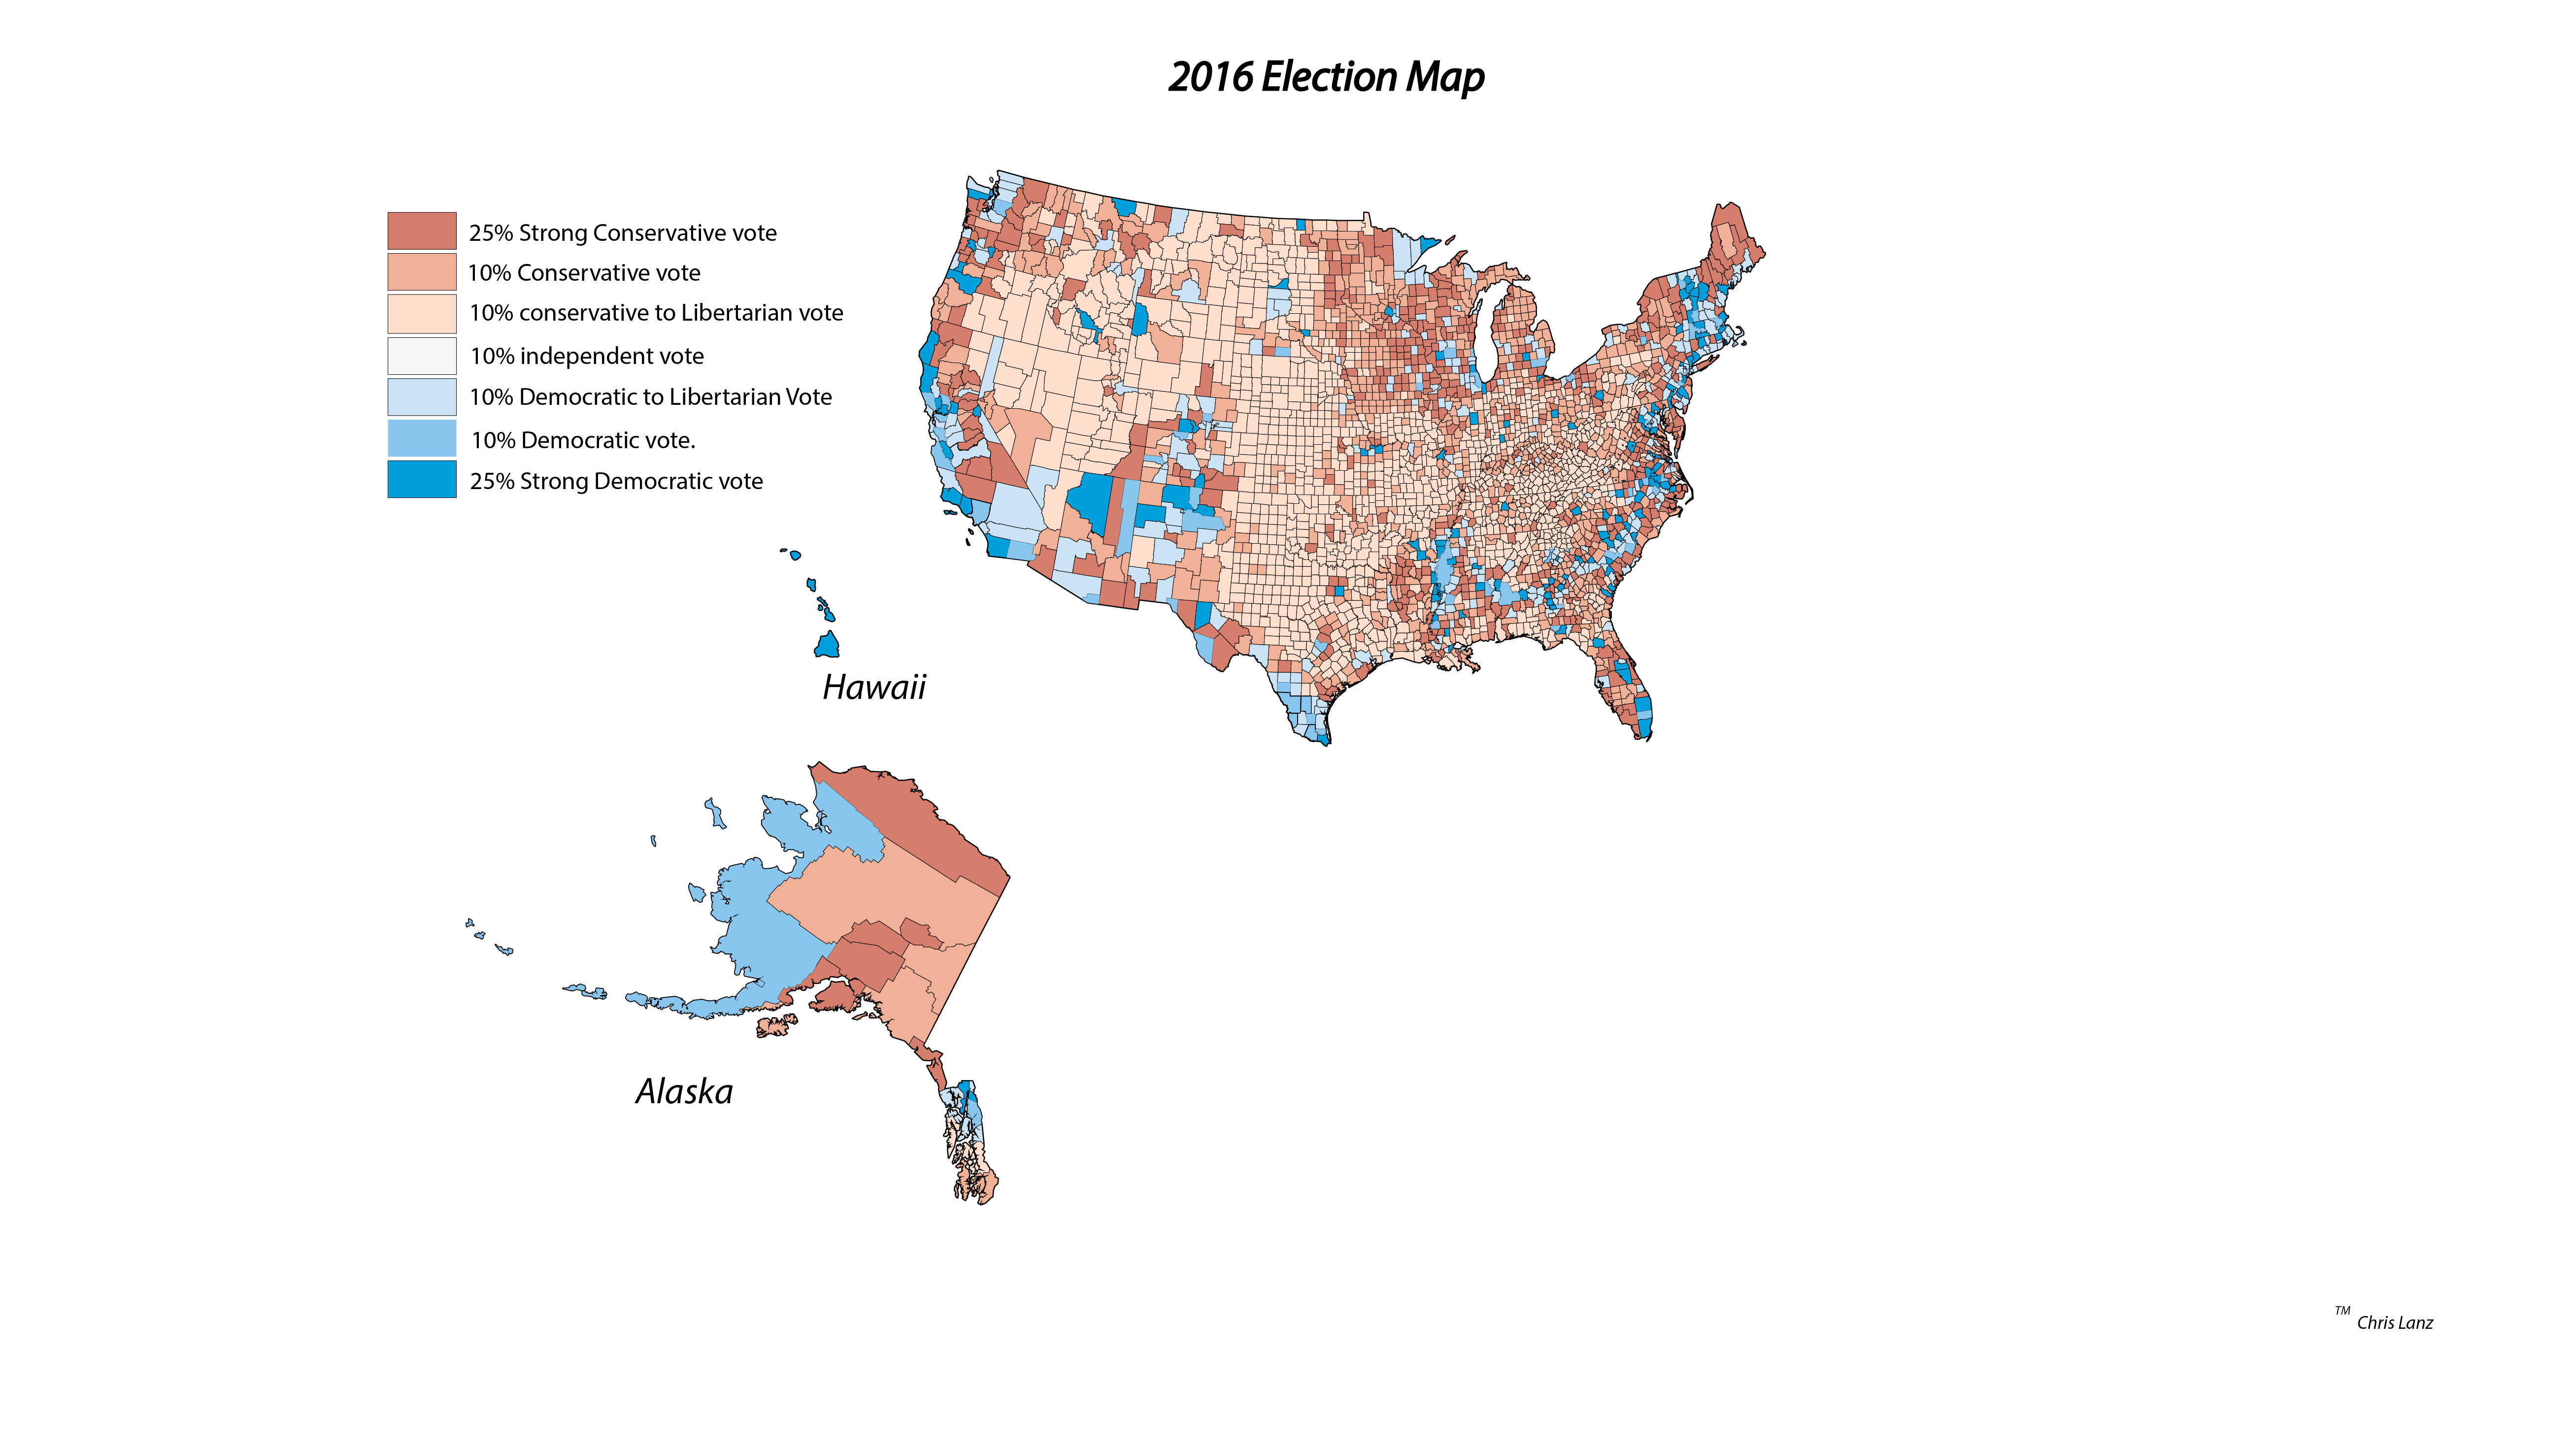 2016 Election Map
25% Strong Conservative vote
10% Conservative vote
10% conservative to Libertarian vote
10% independent vote
10% Democratic to Libertarian Vote
10% Democratic vote.
25% Strong Democratic vote
Hawaii
Alaska
TM Chris Lanz